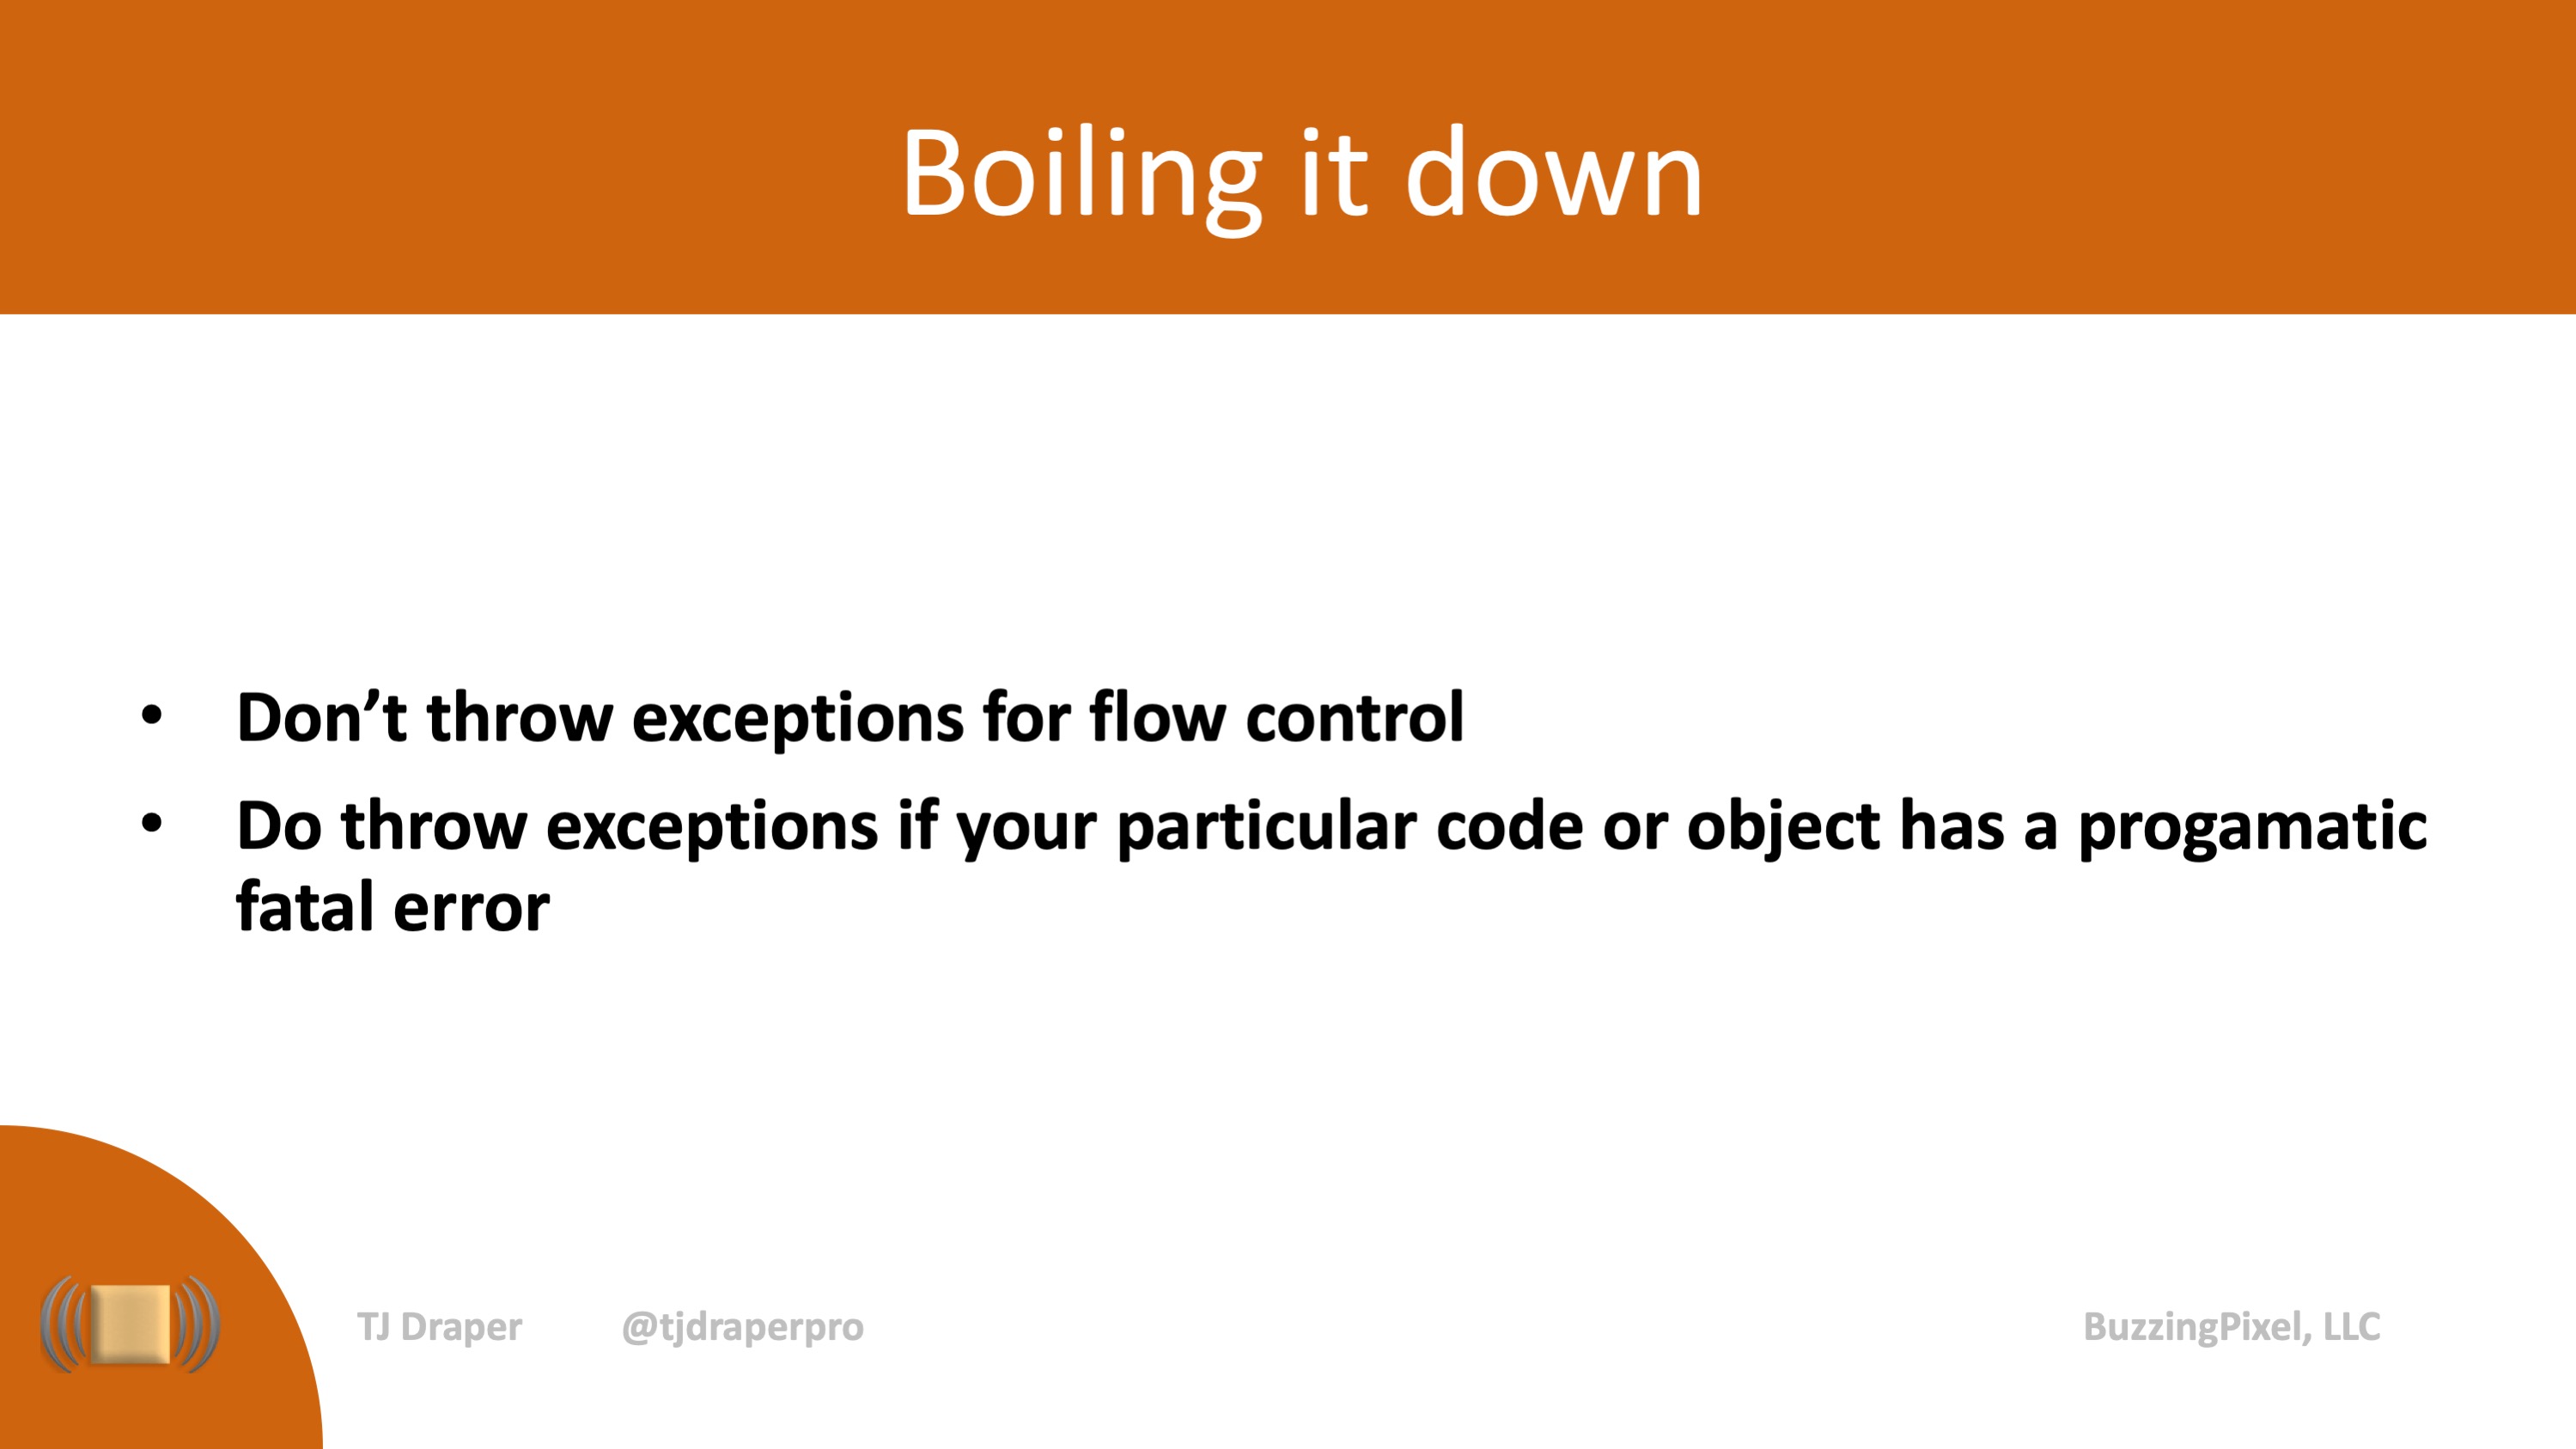 Boiling it down
• Don’t throw exceptions for flow control
• Do throw exceptions if your particular code or object has a progamatic
fatal error
TJ Draper @tjdraperpro BuzzingPixel, LLC